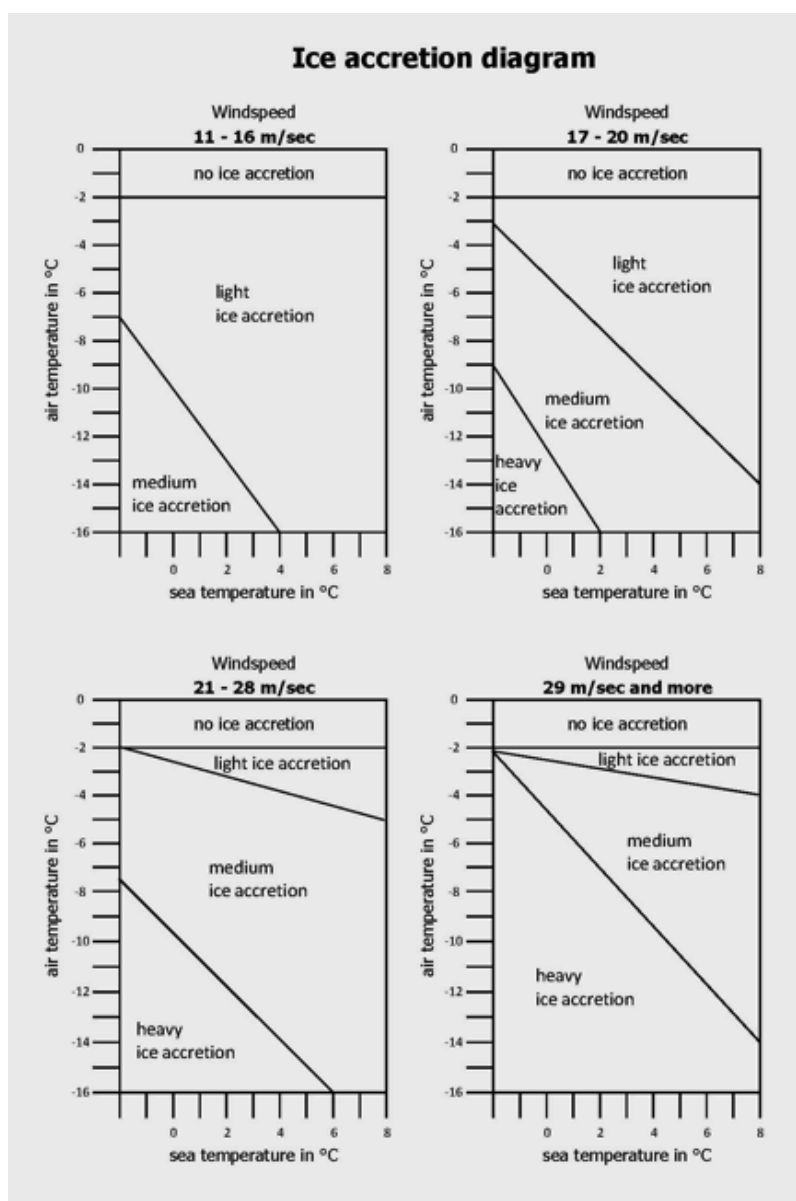 Ice accretion diagram
Windspeed
11 - 16 m/sec
0
-2
-4
-6
-8
-10
-12
-14
-16
air temperature in °C
no ice accretion
light
ice accretion
medium
ice accretion
0
2
4
6
8
sea temperature in °C
Windspeed
17 - 20 m/sec
0
-2
-4
-6
-8
-10
-12
-14
-16
air temperature in °C
no ice accretion
light
ice accretion
medium
ice accretion
heavy
ice
accretion
0
2
4
6
8
sea temperature in °C
Windspeed
21 - 28 m/sec
0
-2
-4
-6
-8
-10
-12
-14
-16
air temperature in °C
no ice accretion
light ice accretion
medium
ice accretion
heavy
ice accretion
0
2
4
6
8
sea temperature in °C
Windspeed
29 m/sec and more
0
-2
-4
-6
-8
-10
-12
-14
-16
air temperature in °C
no ice accretion
light ice accretion
medium
ice accretion
heavy
ice accretion
0
2
4
6
8
sea temperature in °C